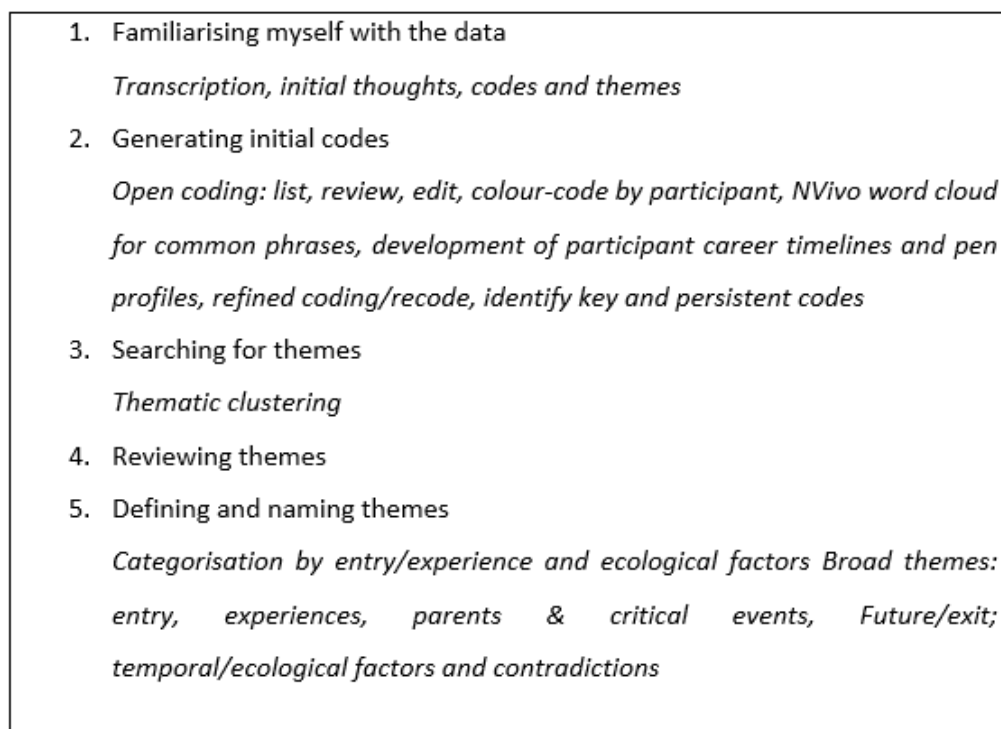 1. Familiarising myself with the data
Transcription, initial thoughts, codes and themes
2. Generating initial codes
Open coding: list, review, edit, colour-code by participant, NVivo word cloud
for common phrases, development of participant career timelines and pen
profiles, refined coding/recode, identify key and persistent codes
3. Searching for themes
Thematic clustering
4. Reviewing themes
5. Defining and naming themes
Categorisation by entry/experience and ecological factors Broad themes:
entry, experiences, parents & critical events, Future/exit;
temporal/ecological factors and contradictions